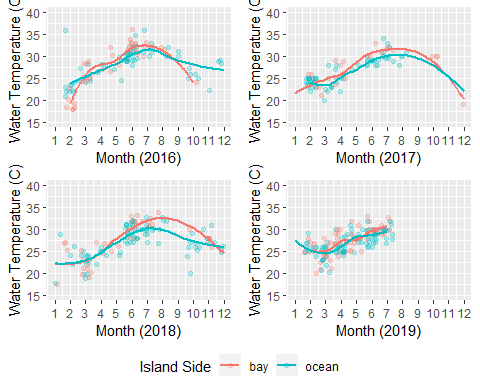 Water Temperature (C)
40
35
30
25
20
15
1 2 3 4 5 6 7 8 9 10 11 12
Month (2016)
Water Temperature (C)
40
35
30
25
20
15
1 2 3 4 5 6 7 8 9 10 11 12
Month (2017)
Water Temperature (C)
40
35
30
25
20
15
1 2 3 4 5 6 7 8 9 10 11 12
Month (2018)
Water Temperature (C)
40
35
30
25
20
15
1 2 3 4 5 6 7 8 9 10 11 12
Month (2019)
Island Side bay ocean